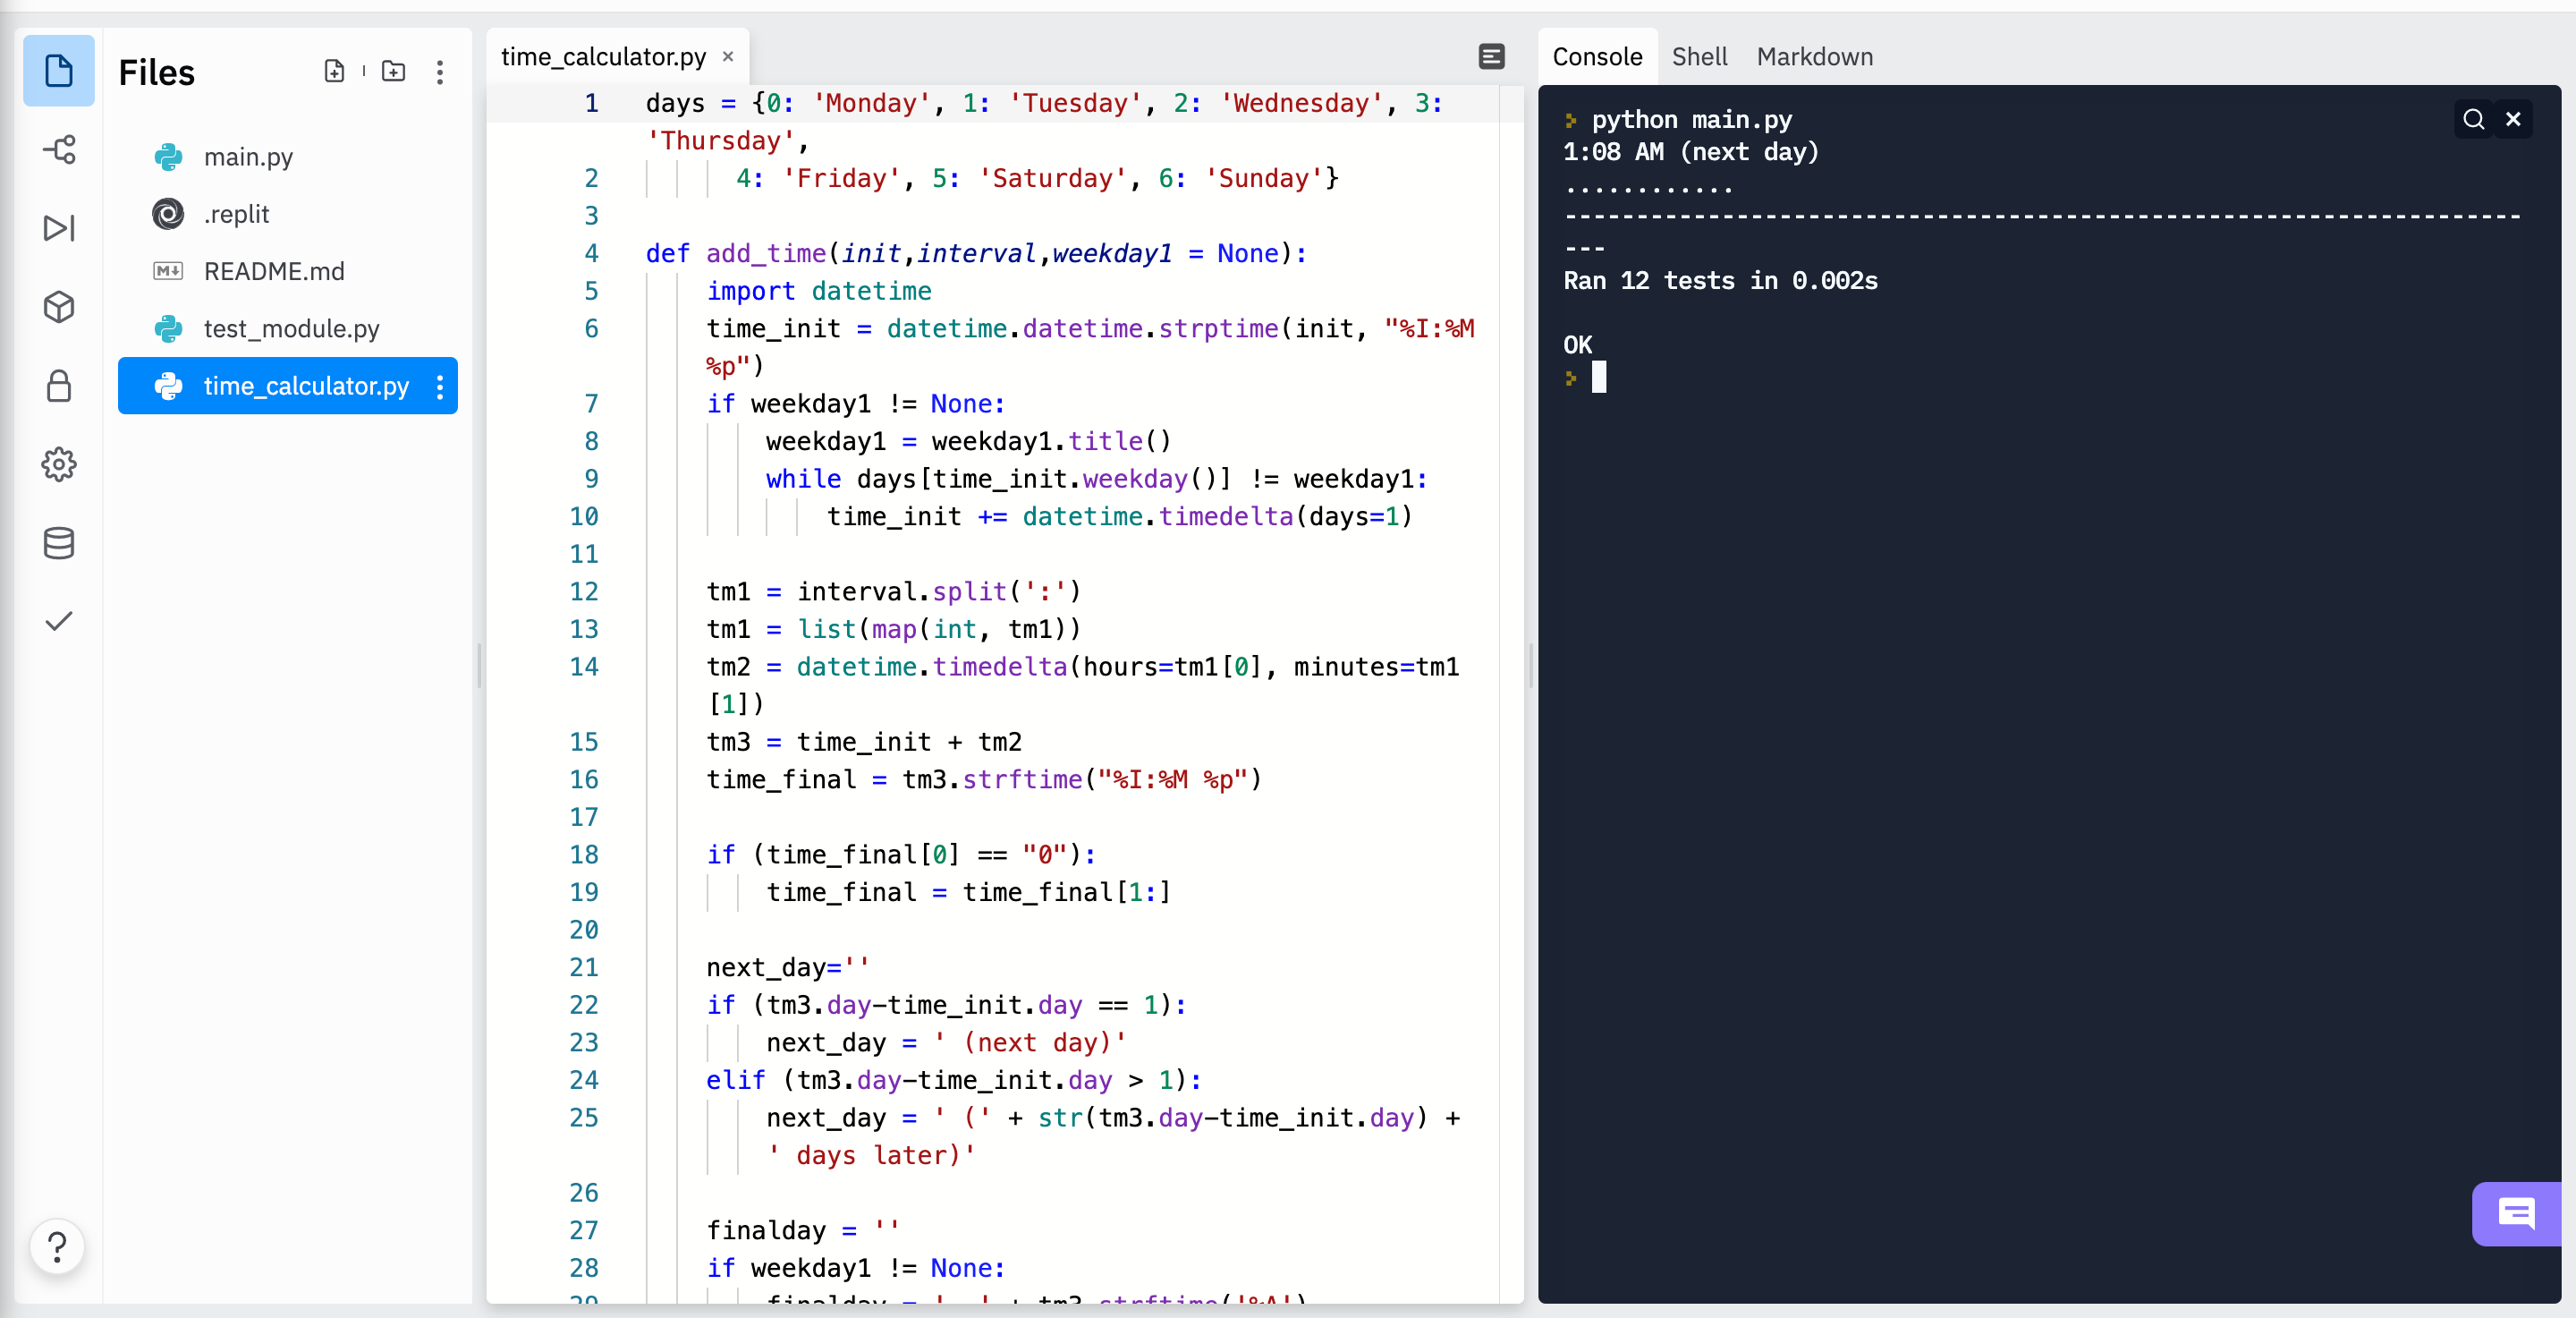 Files
main.py
.replit
README.md
test_module.py
time_calculator.py
time_calculator.py ×
1 days = {0: 'Monday', 1: 'Tuesday', 2: 'Wednesday', 3:
'Thursday',
2 4: 'Friday', 5: 'Saturday', 6: 'Sunday'}
3
4 def add_time(init,interval,weekday1 = None):
5 import datetime
6 time_init = datetime.datetime.strptime(init, "%I:%M
%p")
7 if weekday1 != None:
8 weekday1 = weekday1.title()
9 while days[time_init.weekday()] != weekday1:
10 time_init += datetime.timedelta(days=1)
11
12 tm1 = interval.split(':')
13 tm1 = list(map(int, tm1))
14 tm2 = datetime.timedelta(hours=tm1[0], minutes=tm1
[1])
15 tm3 = time_init + tm2
16 time_final = tm3.strftime("%I:%M %p")
17
18 if (time_final[0] == "0"):
19 time_final = time_final[1:]
20
21 next_day=''
22 if (tm3.day-time_init.day == 1):
23 next_day = ' (next day)'
24 elif (tm3.day-time_init.day > 1):
25 next_day = ' (' + str(tm3.day-time_init.day) +
' days later)'
26
27 finalday = ''
28 if weekday1 != None:
29 finalday = ', ' + tm3.strftime('%A')
Console Shell Markdown
python main.py
1:08 AM (next day)
............
------------------------------------------------------------------
---
Ran 12 tests in 0.002s
OK
M↓
?